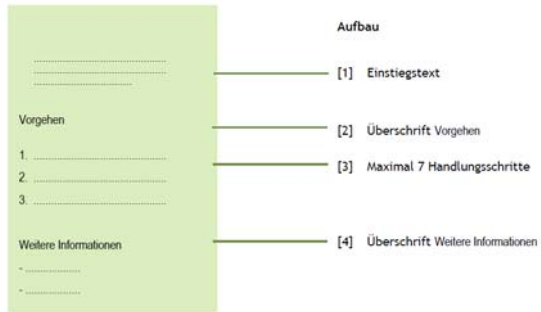 Aufbau
[1] Einstiegstext
Vorgehen
[2] Überschrift Vorgehen
1.
[3] Maximal 7 Handlungsschritte
2.
3.
Weitere Informationen
[4] Überschrift Weitere Informationen
-
-